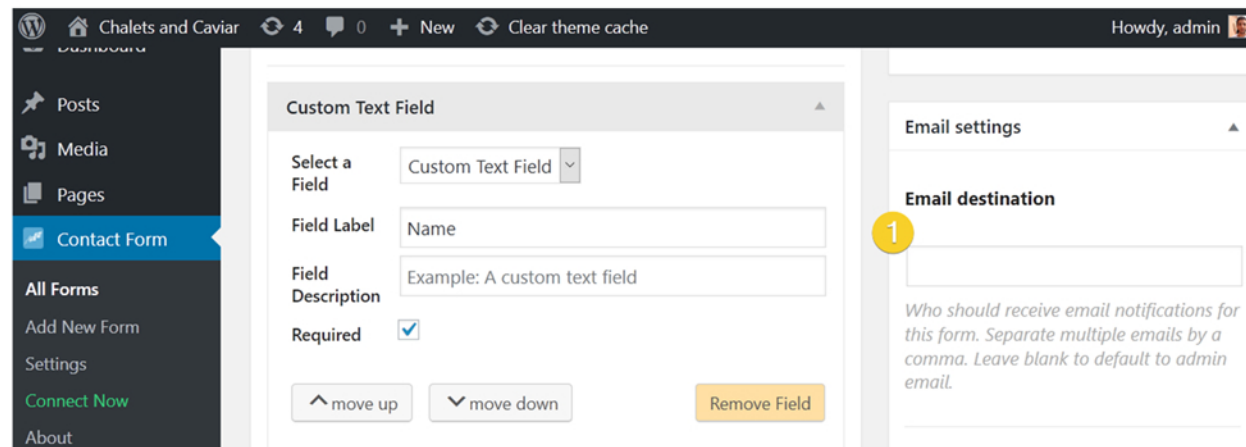 Chalets and Caviar 4 0 New Clear theme cache Howdy, admin
Dashboard
Posts
Media
Pages
Contact Form
All Forms
Add New Form
Settings
Connect Now
About
Custom Text Field
Select a
Field
Custom Text Field
Field Label
Name
Field
Description
Example: A custom text field
Required
move up
move down
Remove Field
Email settings
Email destination
1
Who should receive email notifications for
this form. Separate multiple emails by a
comma. Leave blank to default to admin
email.